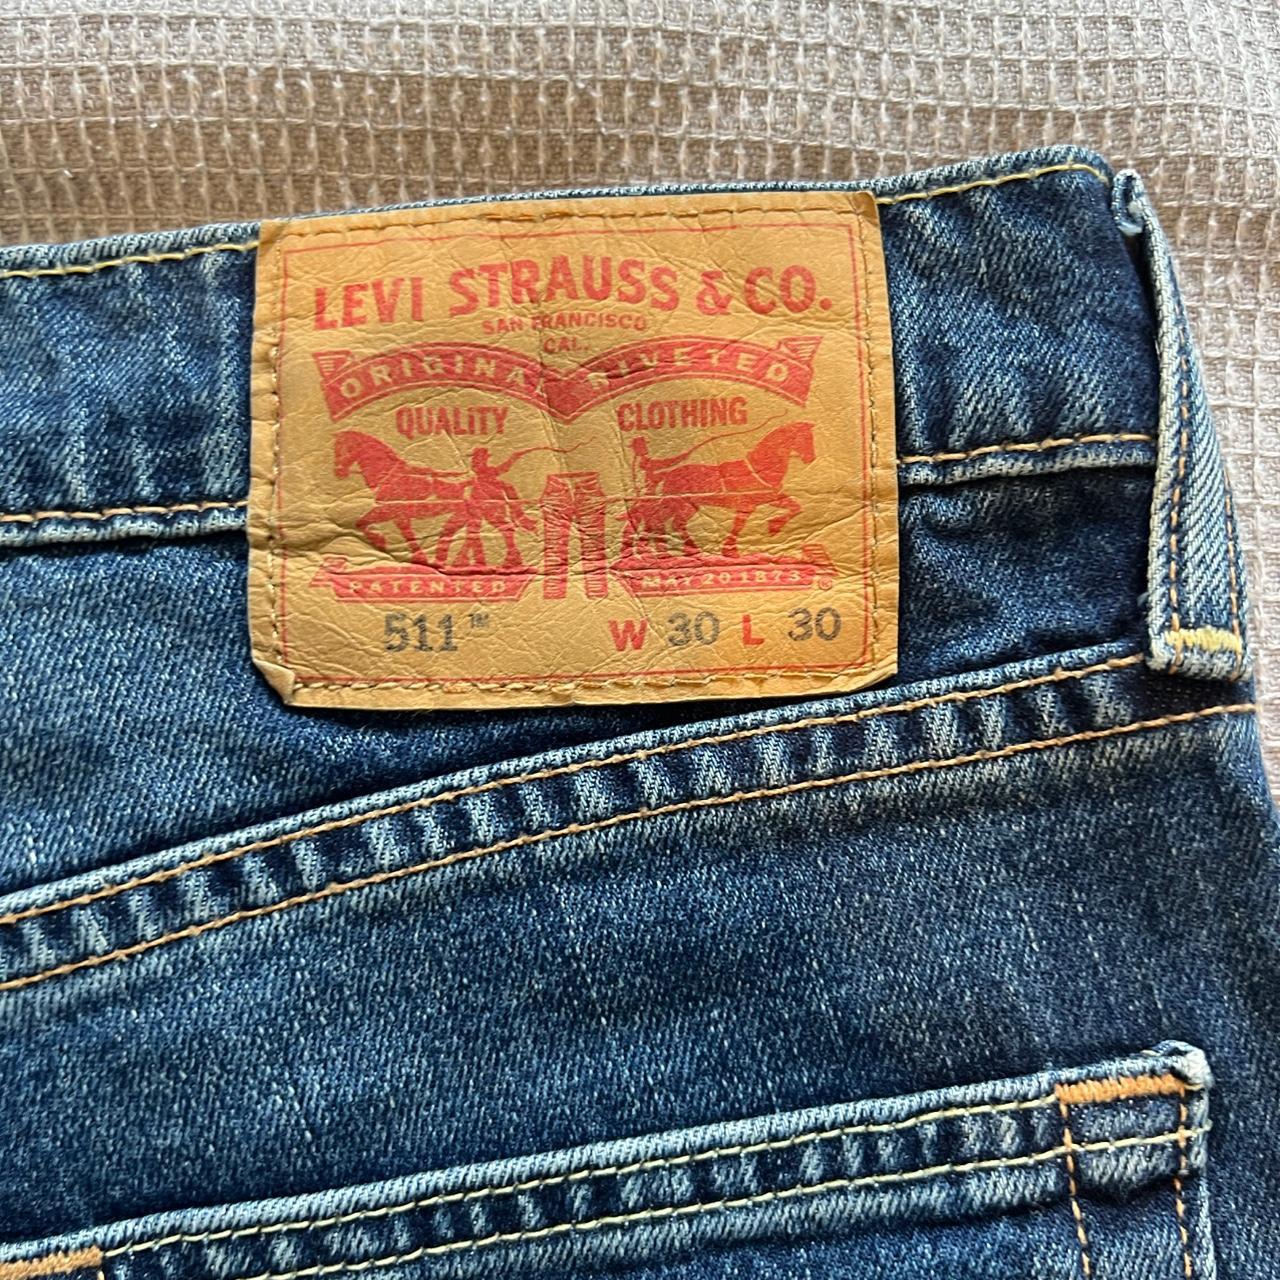 LEVI STRAUSS & CO.
SAN FRANCISCO
CAL.
ORIGINAL RIVETED
QUALITY CLOTHING
PATENTED MAY 20 1873 ®
511™ W 30 L 30